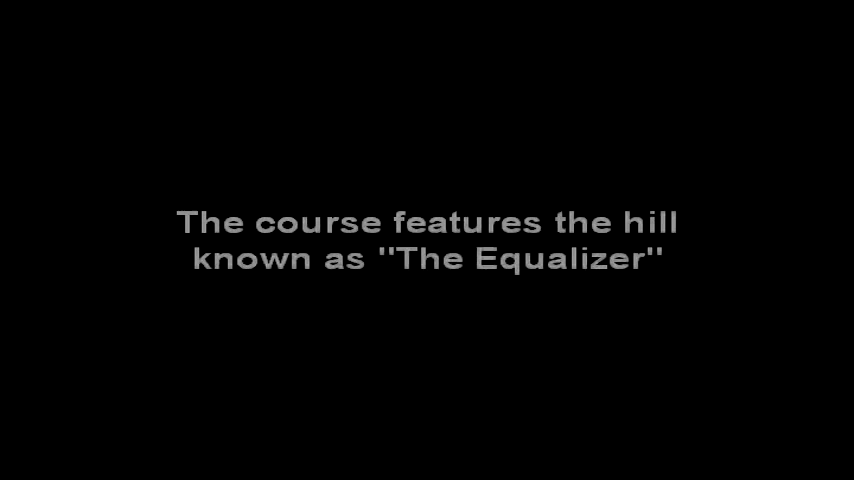 The course features the hill
known as "The Equalizer"